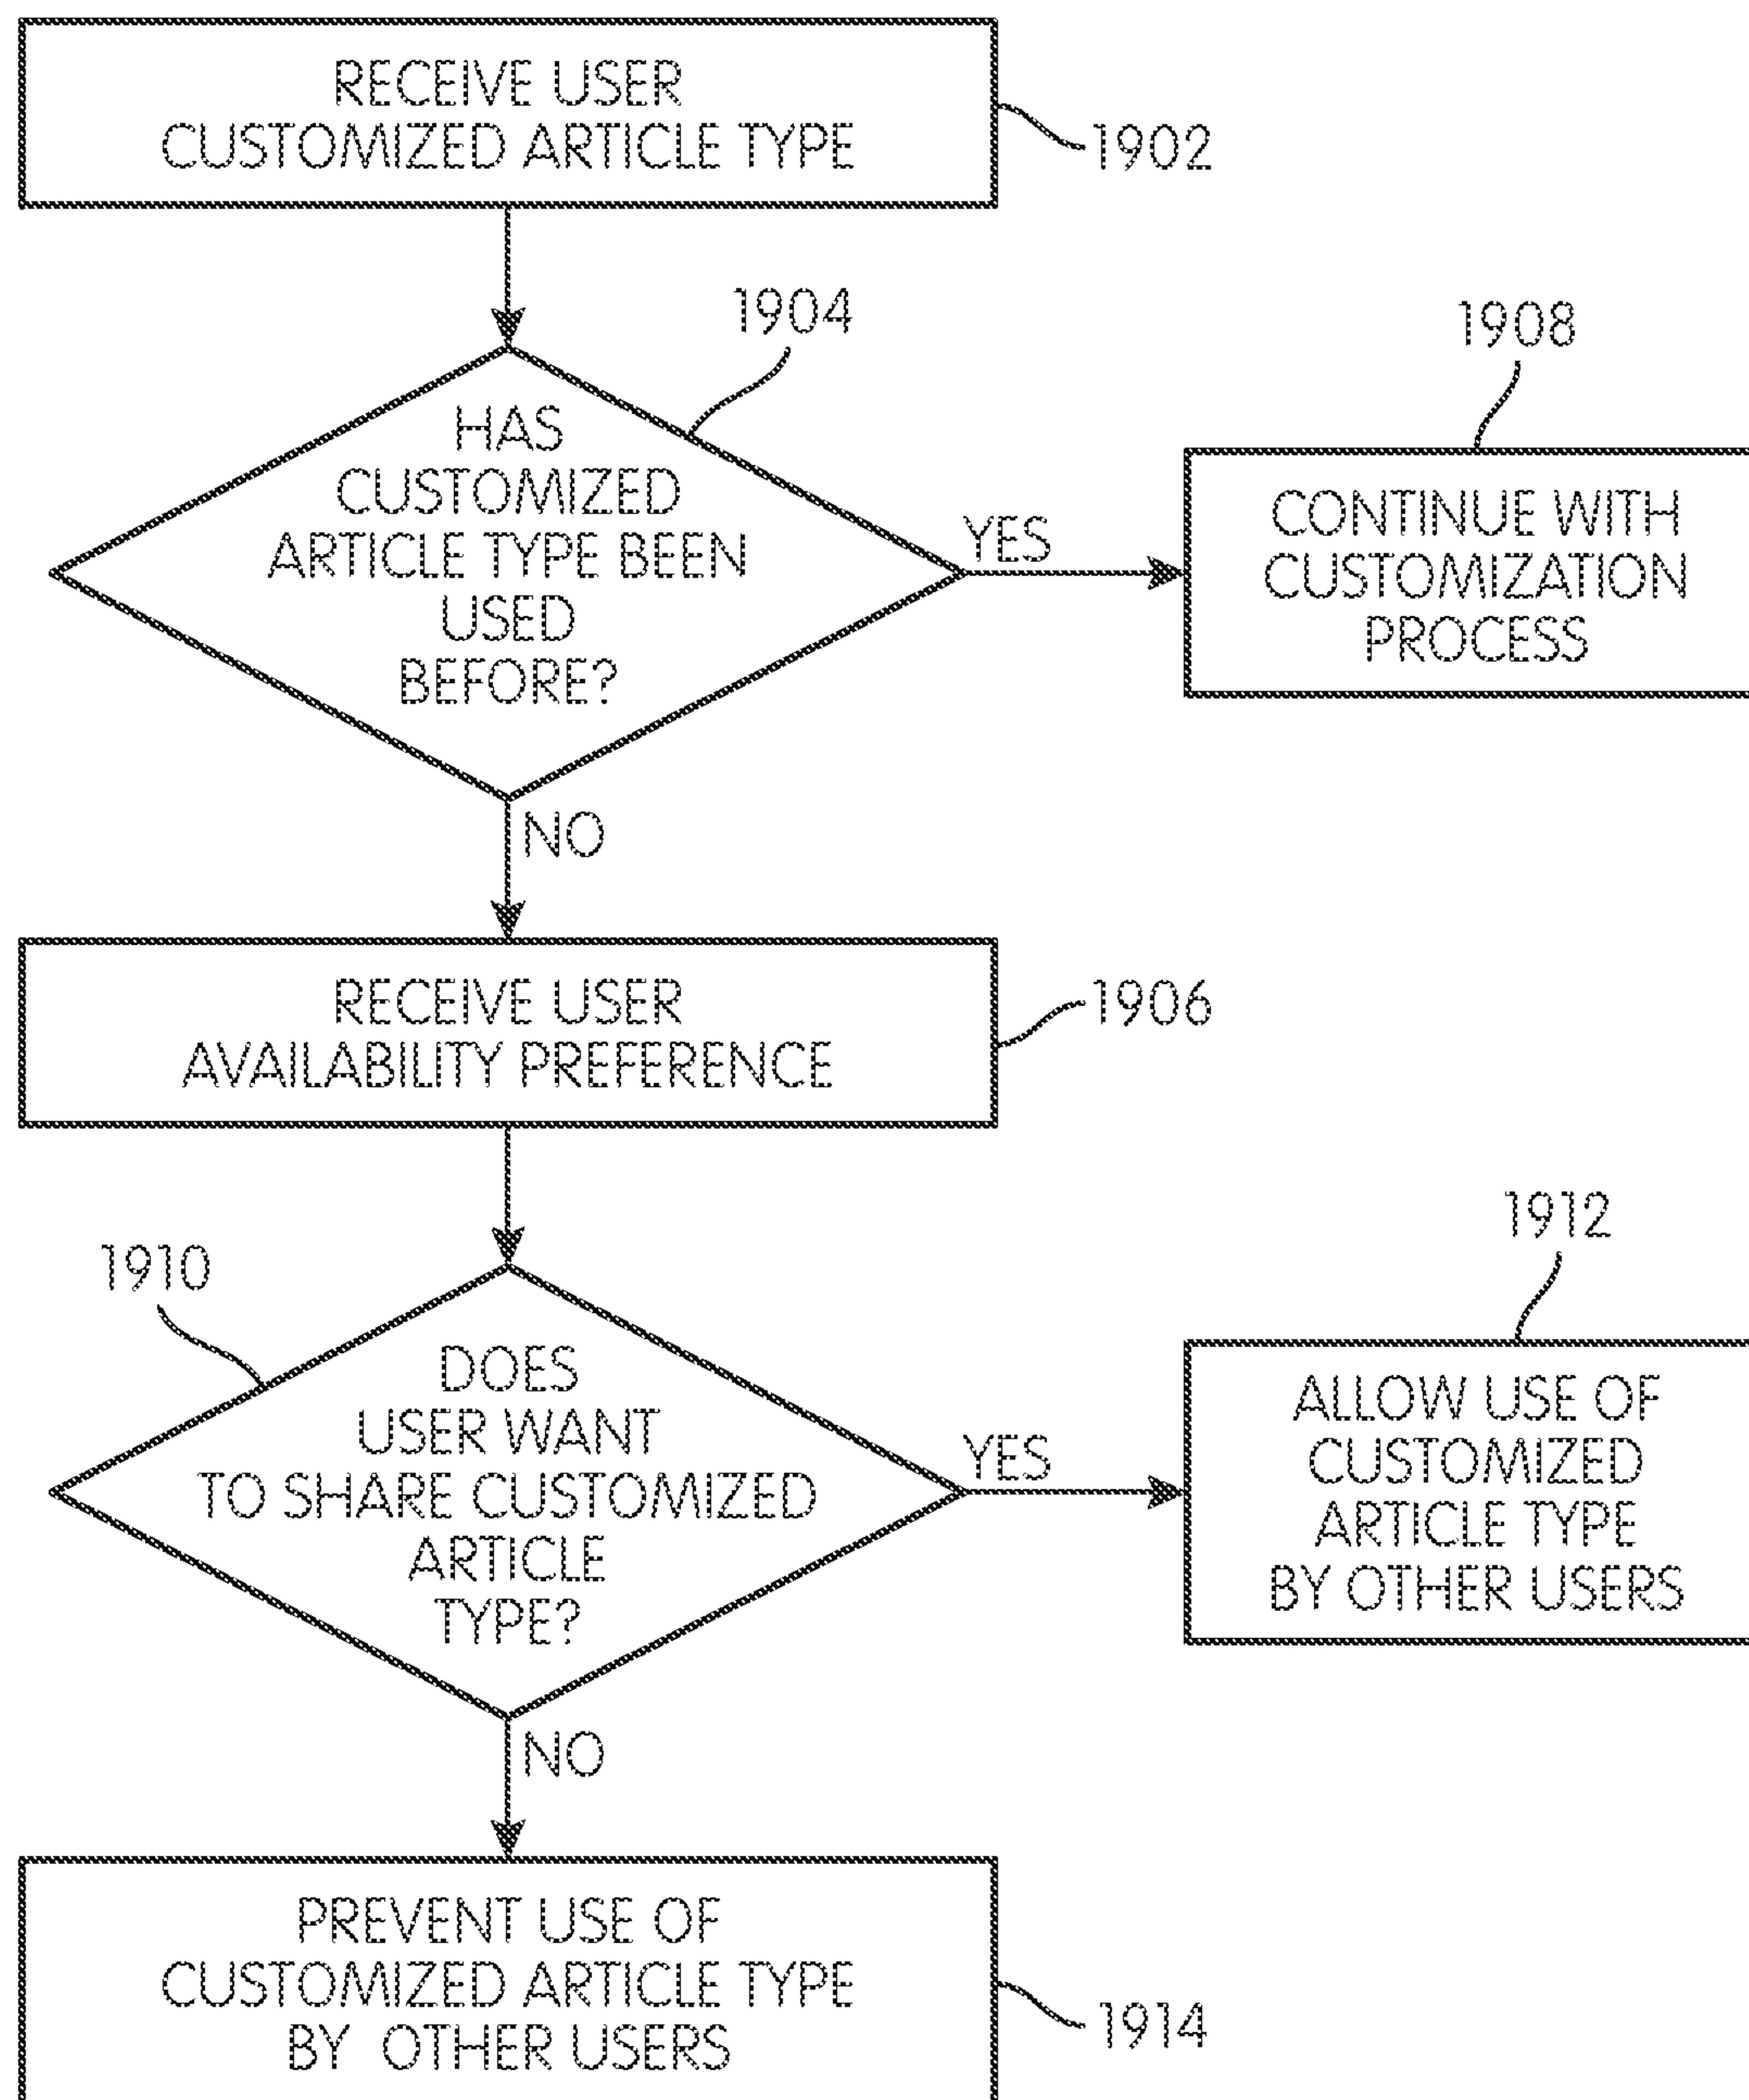 RECEIVE USER
CUSTOMIZED ARTICLE TYPE
1902
1904
HAS
CUSTOMIZED
ARTICLE TYPE BEEN
USED
BEFORE?
YES
1908
CONTINUE WITH
CUSTOMIZATION
PROCESS
NO
RECEIVE USER
AVAILABILITY PREFERENCE
1906
1910
DOES
USER WANT
TO SHARE CUSTOMIZED
ARTICLE
TYPE?
YES
1912
ALLOW USE OF
CUSTOMIZED
ARTICLE TYPE
BY OTHER USERS
NO
PREVENT USE OF
CUSTOMIZED ARTICLE TYPE
BY OTHER USERS
1914